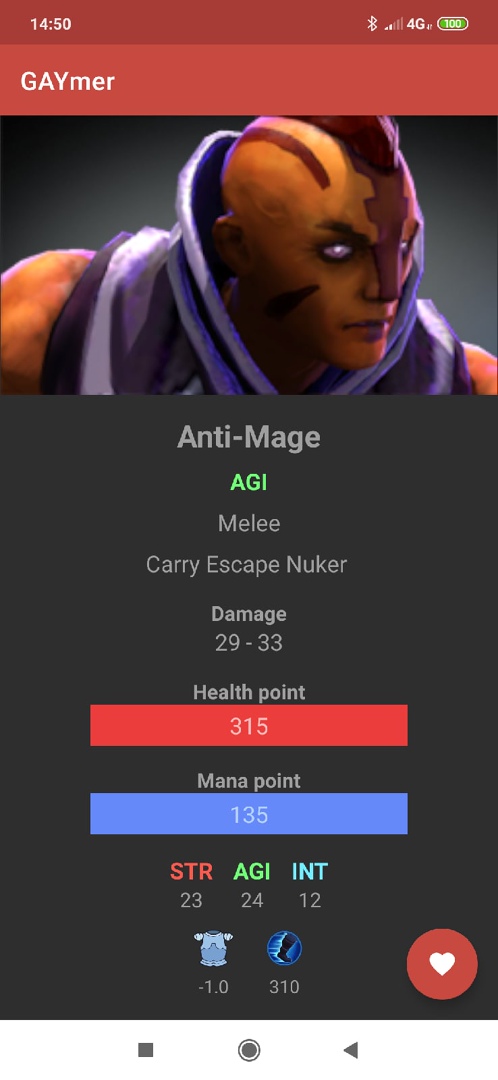 14:50
4G
100
GAYmer
Anti-Mage
AGI
Melee
Carry Escape Nuker
Damage
29 - 33
Health point
315
Mana point
135
STR AGI INT
23 24 12
-1.0 310